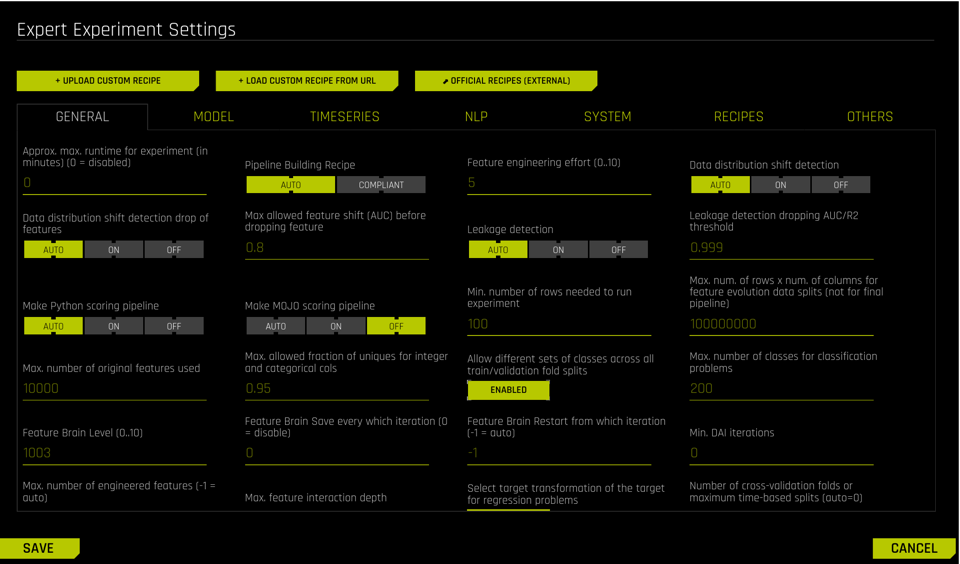 Expert Experiment Settings
+ UPLOAD CUSTOM RECIPE
+ LOAD CUSTOM RECIPE FROM URL
OFFICIAL RECIPES (EXTERNAL)
GENERAL MODEL TIMESERIES NLP SYSTEM RECIPES OTHERS
Approx. max. runtime for experiment (in
minutes) (0 = disabled)
0
Pipeline Building Recipe
AUTO COMPLIANT
Feature engineering effort (0..10)
5
Data distribution shift detection
AUTO ON OFF
Data distribution shift detection drop of
features
AUTO ON OFF
Max allowed feature shift (AUC) before
dropping feature
0.8
Leakage detection
AUTO ON OFF
Leakage detection dropping AUC/R2
threshold
0.999
Make Python scoring pipeline
AUTO ON OFF
Make MOJO scoring pipeline
AUTO ON OFF
Min. number of rows needed to run
experiment
100
Max. num. of rows x num. of columns for
feature evolution data splits (not for final
pipeline)
100000000
Max. number of original features used
10000
Max. allowed fraction of uniques for integer
and categorical cols
0.95
Allow different sets of classes across all
train/validation fold splits
ENABLED
Max. number of classes for classification
problems
200
Feature Brain Level (0..10)
1003
Feature Brain Save every which iteration (0
= disable)
0
Feature Brain Restart from which iteration
(-1 = auto)
-1
Min. DAI iterations
0
Max. number of engineered features (-1 =
auto)
Max. feature interaction depth
Select target transformation of the target
for regression problems
Number of cross-validation folds or
maximum time-based splits (auto=0)
SAVE
CANCEL